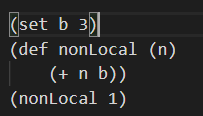 (set b 3)
(def nonLocal (n)
    (+ n b))
(nonLocal 1)